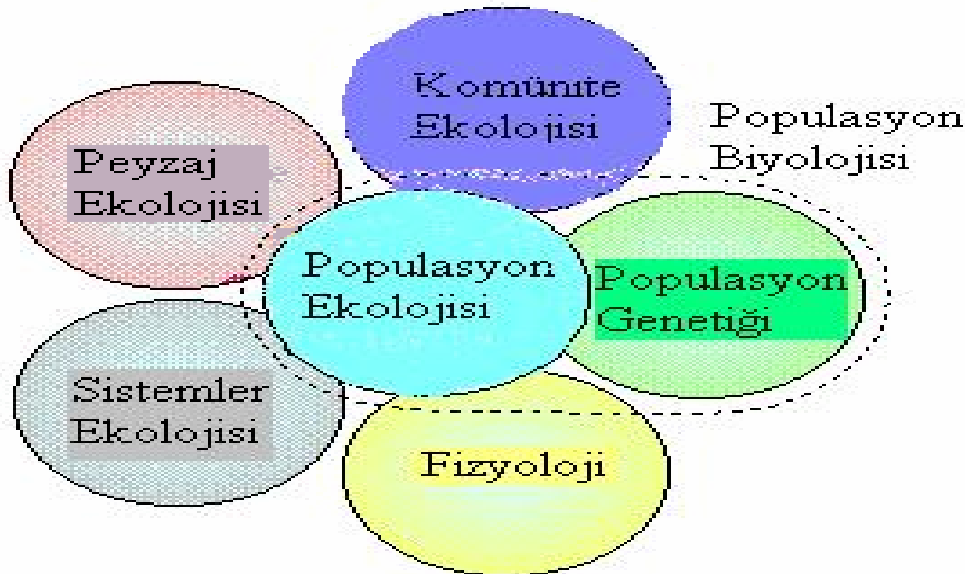 Komünite
Ekolojisi
Populasyon
Biyolojisi
Peyzaj
Ekolojisi
Populasyon
Ekolojisi
Populasyon
Genetiği
Sistemler
Ekolojisi
Fizyoloji